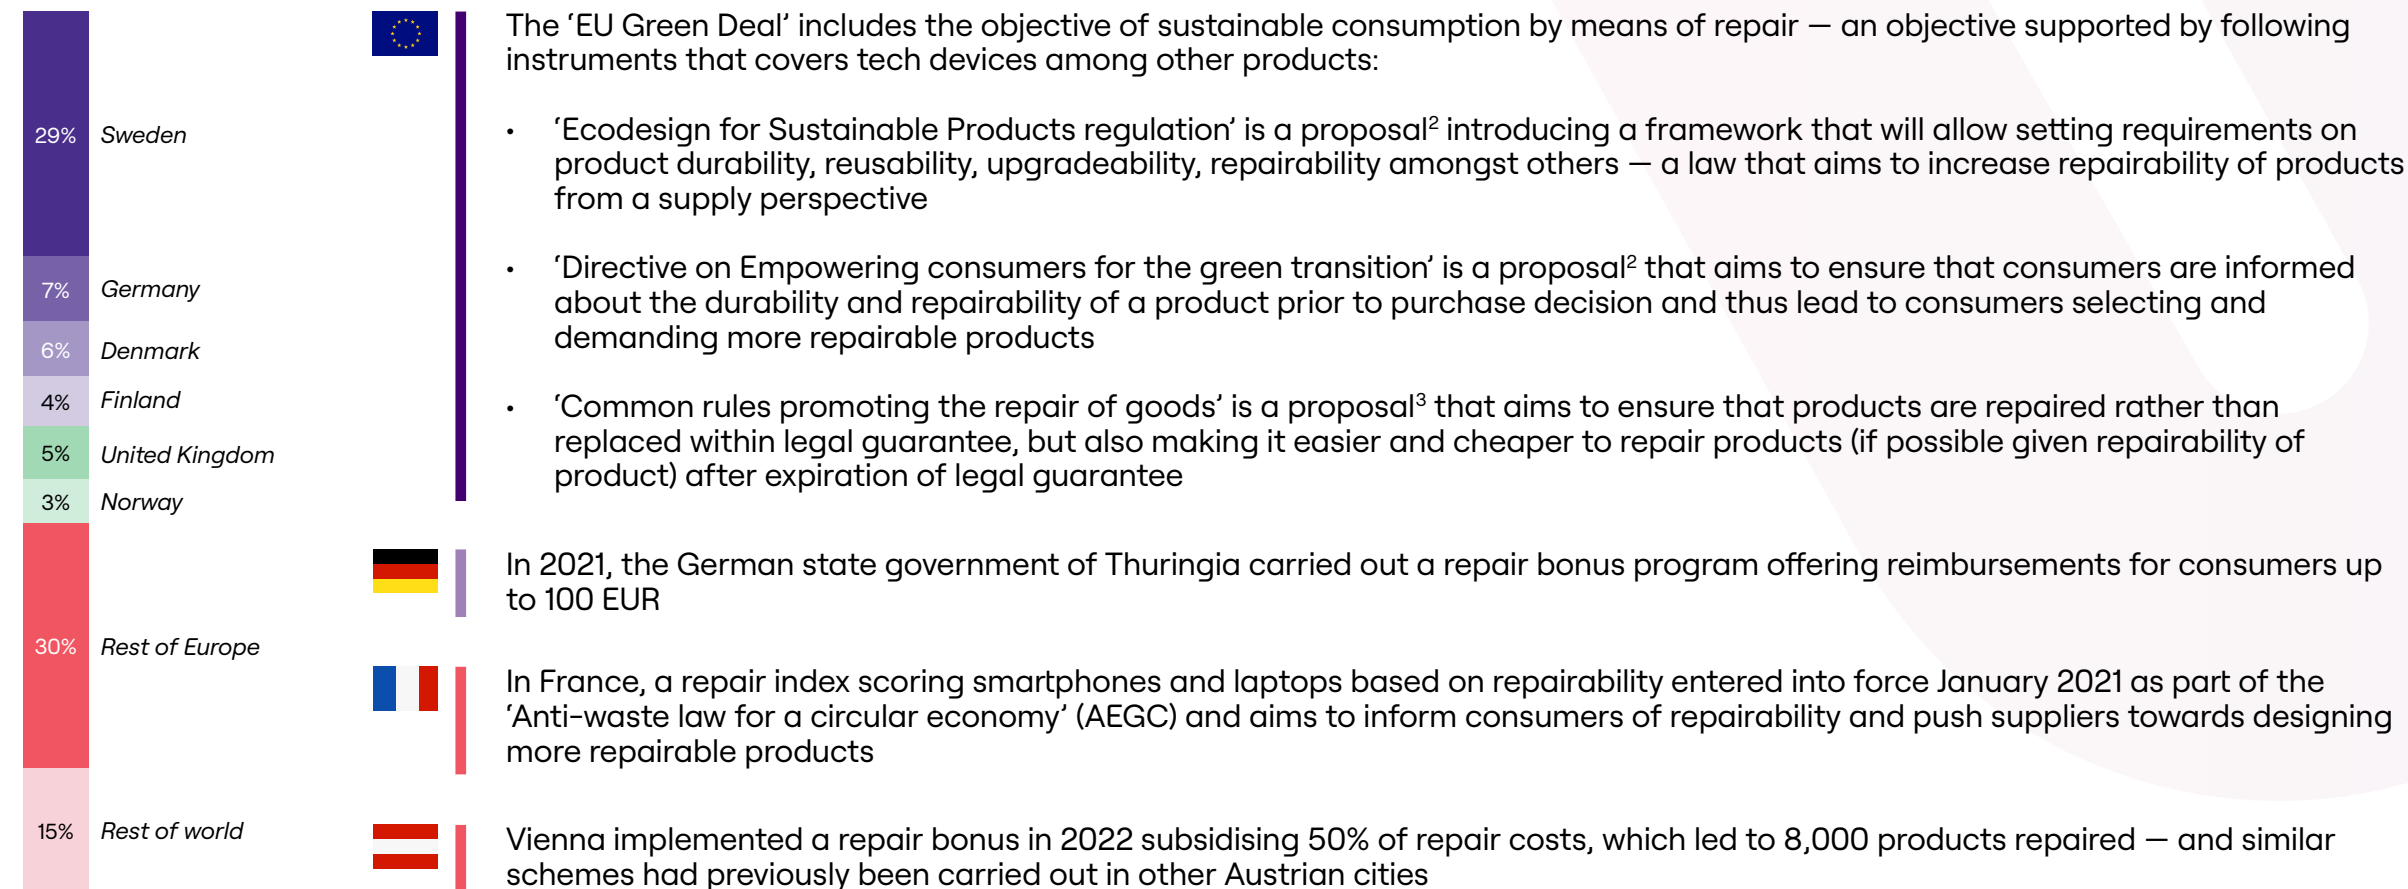 29% Sweden
7% Germany
6% Denmark
4% Finland
5% United Kingdom
3% Norway
30% Rest of Europe
15% Rest of world
The ‘EU Green Deal’ includes the objective of sustainable consumption by means of repair — an objective supported by following
instruments that covers tech devices among other products:
• ‘Ecodesign for Sustainable Products regulation’ is a proposal² introducing a framework that will allow setting requirements on
product durability, reusability, upgradeability, repairability amongst others — a law that aims to increase repairability of products
from a supply perspective
• ‘Directive on Empowering consumers for the green transition’ is a proposal² that aims to ensure that consumers are informed
about the durability and repairability of a product prior to purchase decision and thus lead to consumers selecting and
demanding more repairable products
• ‘Common rules promoting the repair of goods’ is a proposal³ that aims to ensure that products are repaired rather than
replaced within legal guarantee, but also making it easier and cheaper to repair products (if possible given repairability of
product) after expiration of legal guarantee
In 2021, the German state government of Thuringia carried out a repair bonus program offering reimbursements for consumers up
to 100 EUR
In France, a repair index scoring smartphones and laptops based on repairability entered into force January 2021 as part of the
‘Anti-waste law for a circular economy’ (AEGC) and aims to inform consumers of repairability and push suppliers towards designing
more repairable products
Vienna implemented a repair bonus in 2022 subsidising 50% of repair costs, which led to 8,000 products repaired — and similar
schemes had previously been carried out in other Austrian cities